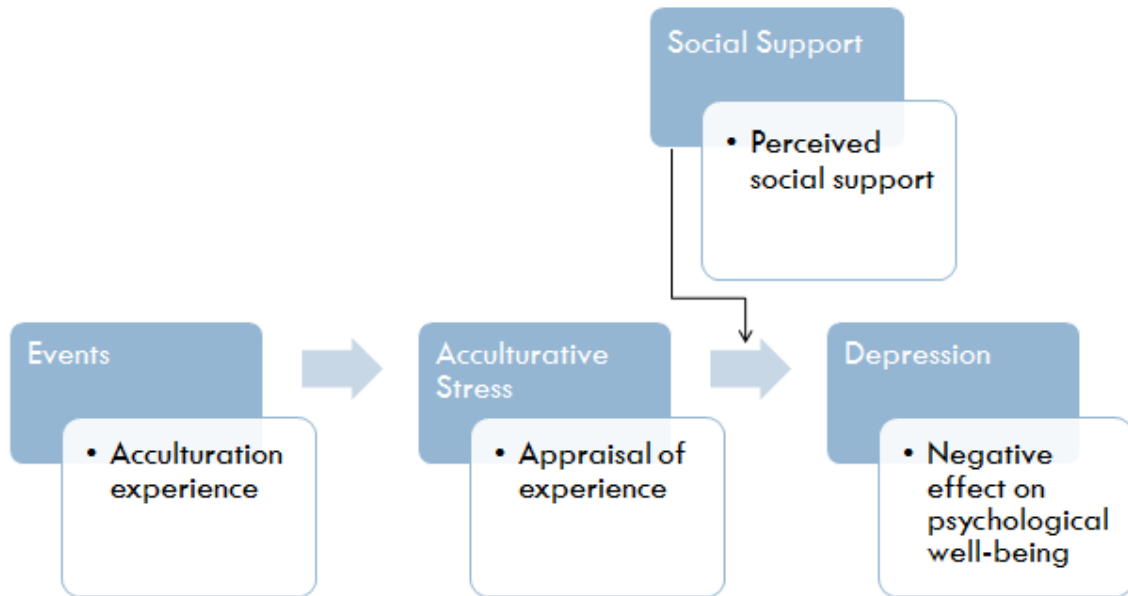 Social Support
• Perceived
social support
Events
• Acculturation
experience
Acculturative
Stress
• Appraisal of
experience
Depression
• Negative
effect on
psychological
well-being